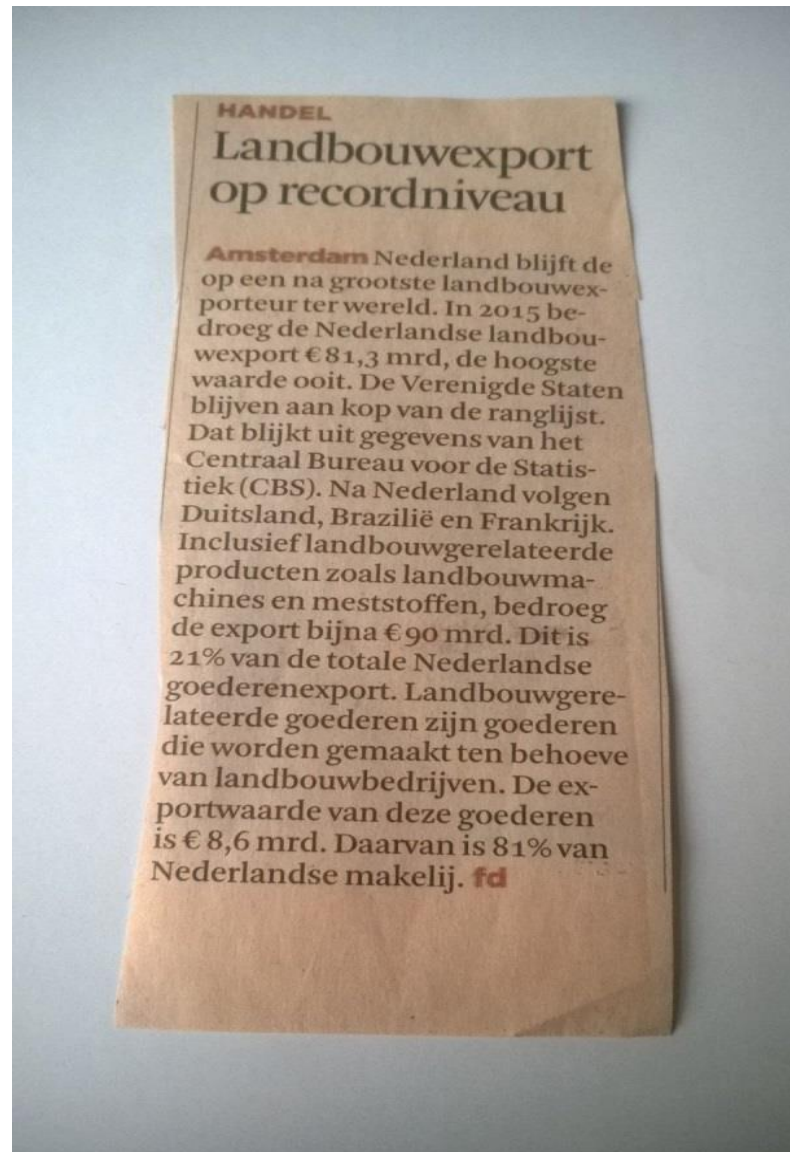 HANDEL
Landbouwexport
op recordniveau
Amsterdam Nederland blijft de
op een na grootste landbouwex-
porteur ter wereld. In 2015 be-
droeg de Nederlandse landbou-
wexport € 81,3 mrd, de hoogste
waarde ooit. De Verenigde Staten
blijven aan kop van de ranglijst.
Dat blijkt uit gegevens van het
Centraal Bureau voor de Statis-
tiek (CBS). Na Nederland volgen
Duitsland, Brazilië en Frankrijk.
Inclusief landbouwgerelateerde
producten zoals landbouwma-
chines en meststoffen, bedroeg
de export bijna € 90 mrd. Dit is
21% van de totale Nederlandse
goederenexport. Landbouwgere-
lateerde goederen zijn goederen
die worden gemaakt ten behoeve
van landbouwbedrijven. De ex-
portwaarde van deze goederen
is € 8,6 mrd. Daarvan is 81% van
Nederlandse makelij. fd